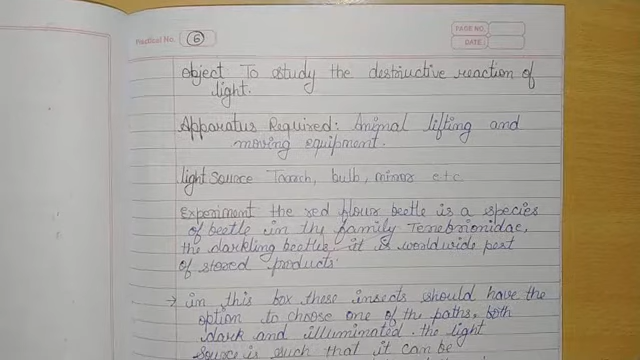 Practical No. 6
PAGE NO.
DATE
Object To study the destructive reaction of
light.
Apparatus Required: Animal lifting and
moving equipment.
light source Toarch, bulb, mirror etc
Experiment the red flour beetle is a species
of beetle in thy family Tenebrionidae,
the darkling beetles, it is worldwide pest
of stored products.
→ in this box these insects should have the
option to choose one of the paths, both
dark and illuminated. the light
source is such that it can be